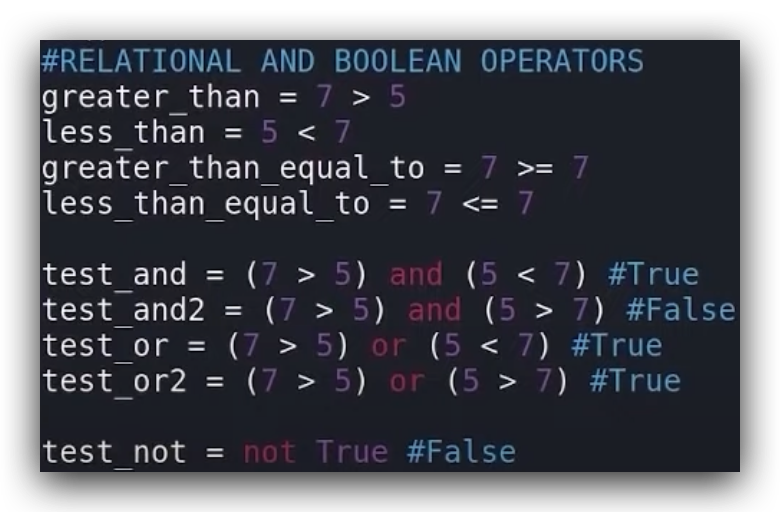 #RELATIONAL AND BOOLEAN OPERATORS
greater_than = 7 > 5
less_than = 5 < 7
greater_than_equal_to = 7 >= 7
less_than_equal_to = 7 <= 7
test_and = (7 > 5) and (5 < 7) #True
test_and2 = (7 > 5) and (5 > 7) #False
test_or = (7 > 5) or (5 < 7) #True
test_or2 = (7 > 5) or (5 > 7) #True
test_not = not True #False